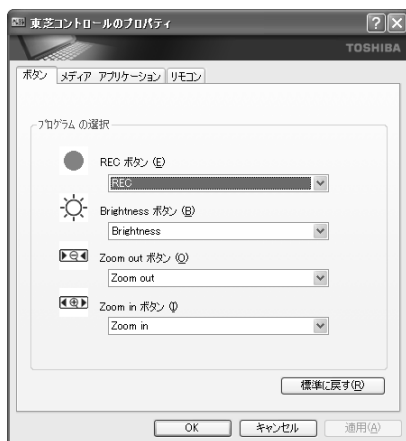 東芝コントロールのプロパティ
TOSHIBA
ボタン メディア アプリケーション リモコン
プログラム の選択
REC ボタン (E)
REC
Brightness ボタン (B)
Brightness
Zoom out ボタン (O)
Zoom out
Zoom in ボタン (I)
Zoom in
標準に戻す(R)
OK キャンセル 適用(A)